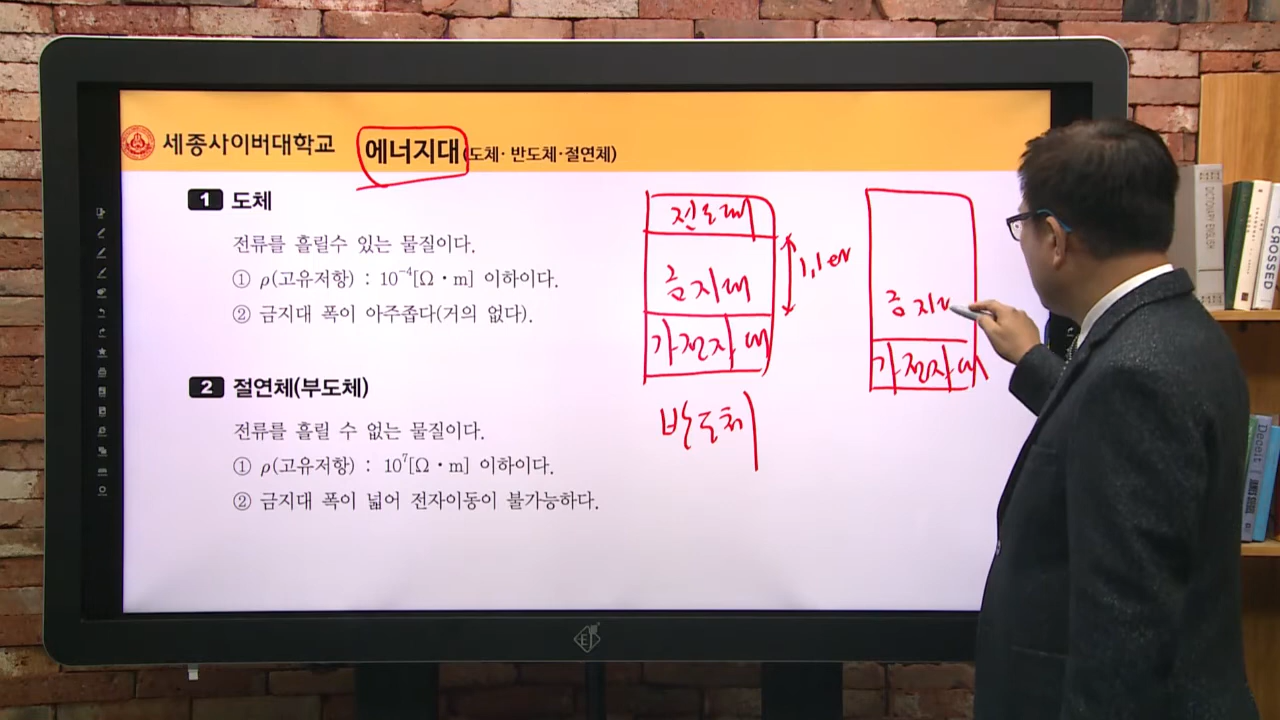 세종사이버대학교
에너지대(도체·반도체·절연체)
1 도체
전류를 흘릴수 있는 물질이다.
① ρ(고유저항) : 10⁻⁴[Ω·m] 이하이다.
② 금지대 폭이 아주좁다(거의 없다).
2 절연체(부도체)
전류를 흘릴 수 없는 물질이다.
① ρ(고유저항) : 10⁷[Ω·m] 이하이다.
② 금지대 폭이 넓어 전자이동이 불가능하다.
전도대
금지대
1.1 eV
가전자대
반도체
금지대
가전자대
DICTIONARY ENGLISH
CROSSED
Deceit